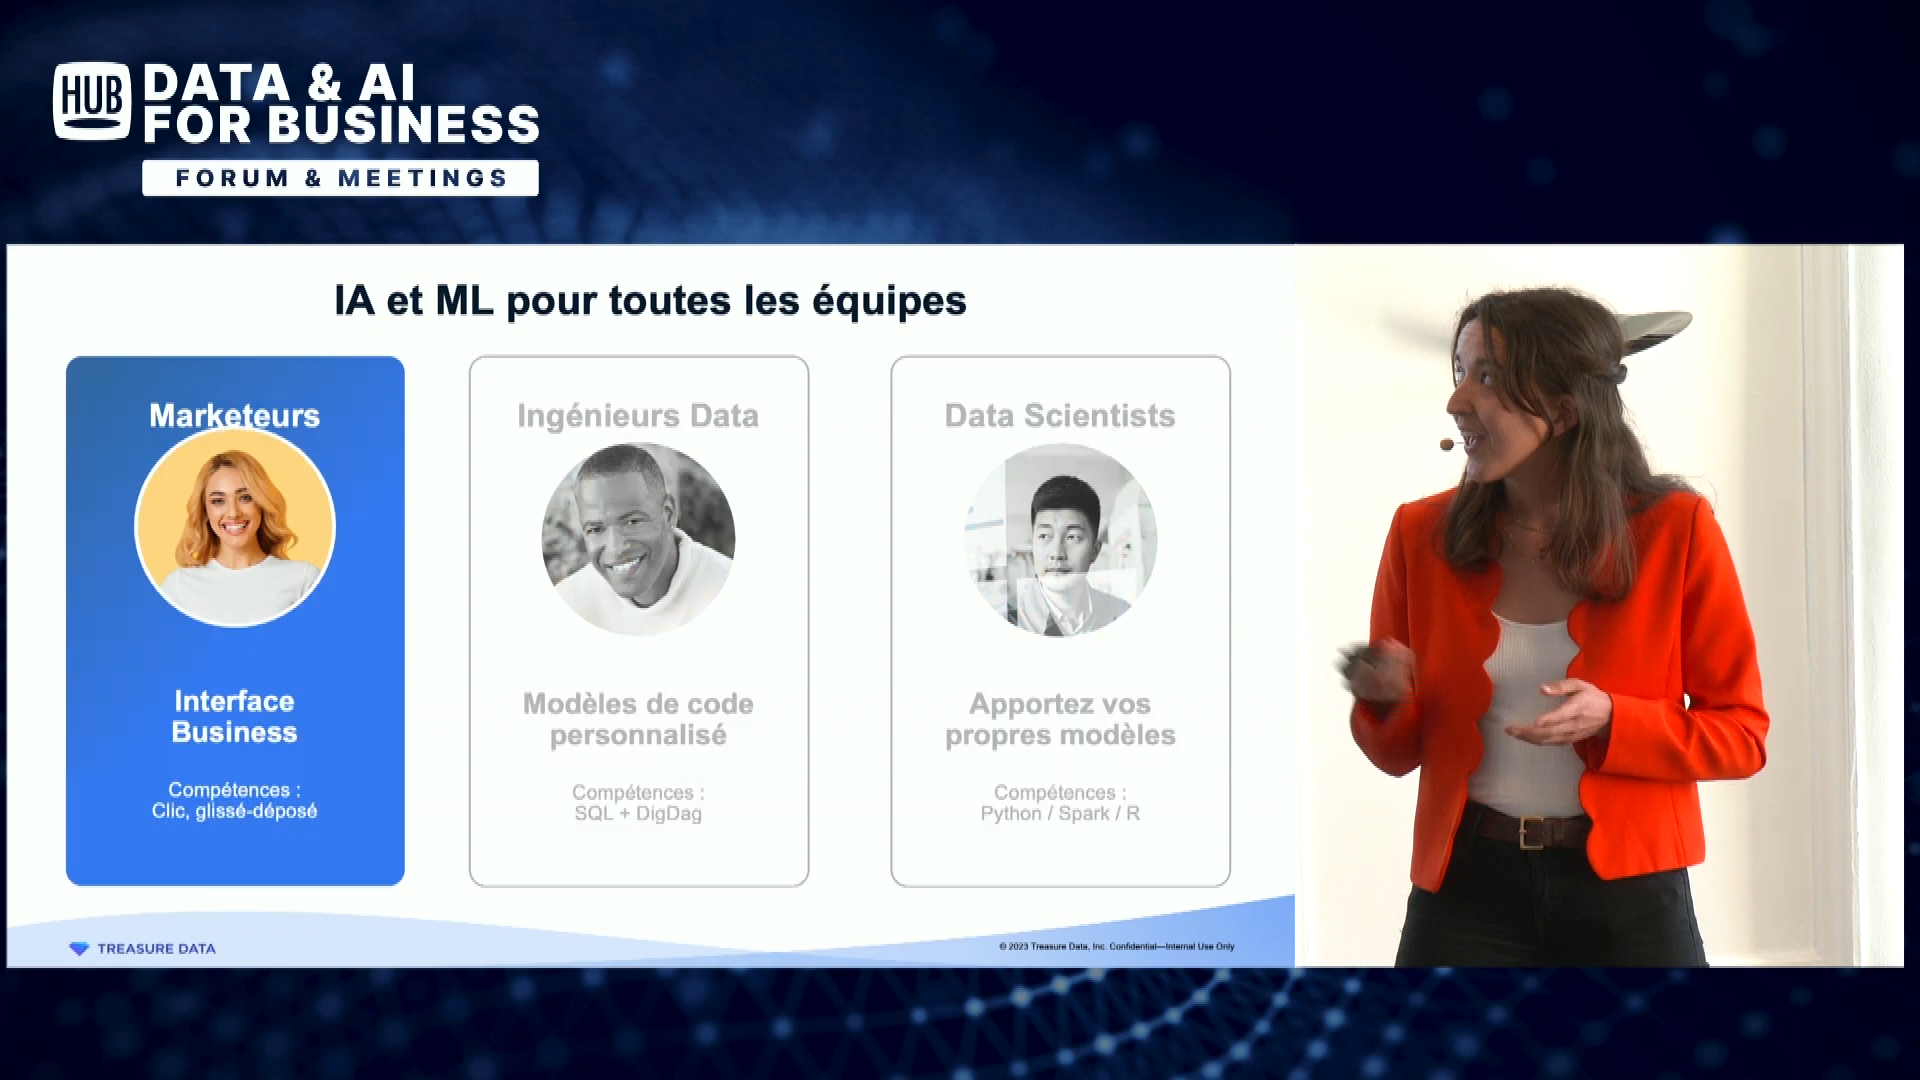 HUB
DATA & AI
FOR BUSINESS
FORUM & MEETINGS
IA et ML pour toutes les équipes
Marketeurs
Interface
Business
Compétences :
Clic, glissé-déposé
Ingénieurs Data
Modèles de code
personnalisé
Compétences :
SQL + DigDag
Data Scientists
Apportez vos
propres modèles
Compétences :
Python / Spark / R
TREASURE DATA
© 2023 Treasure Data, Inc. Confidential—Internal Use Only